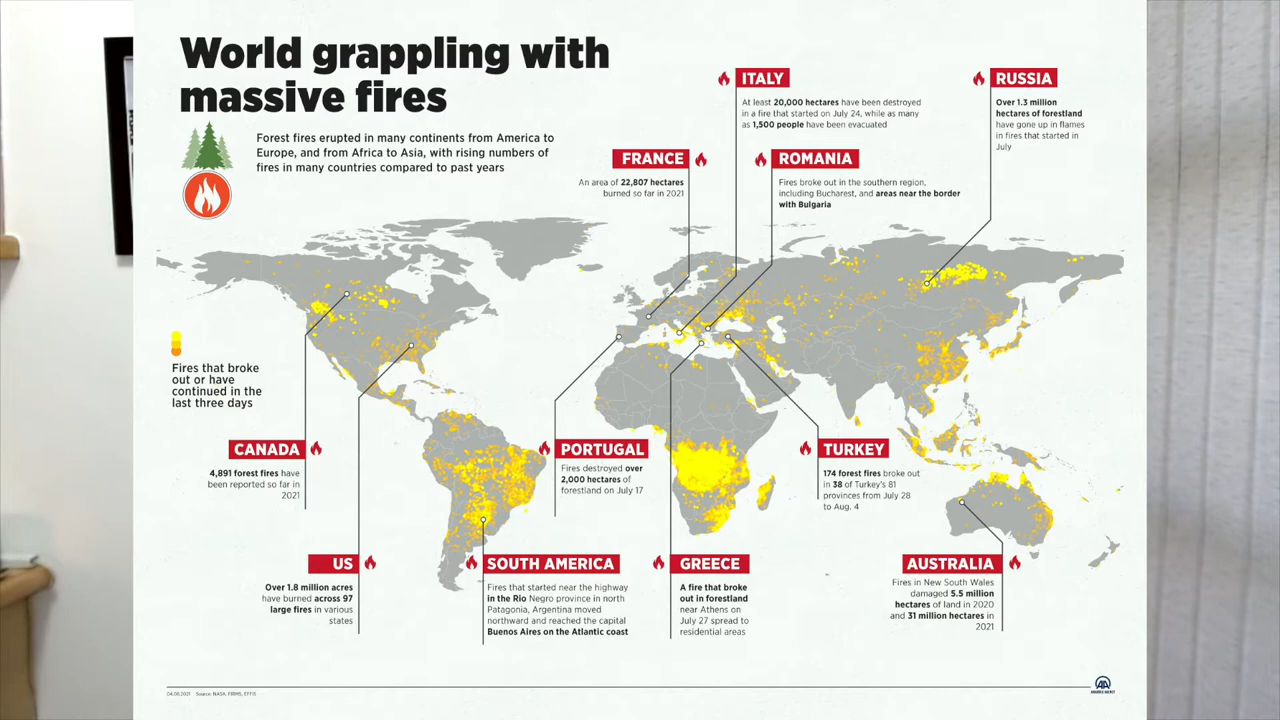 World grappling with
massive fires
Forest fires erupted in many continents from America to
Europe, and from Africa to Asia, with rising numbers of
fires in many countries compared to past years
ITALY
At least 20,000 hectares have been destroyed
in a fire that started on July 24, while as many
as 1,500 people have been evacuated
RUSSIA
Over 1.3 million
hectares of forestland
have gone up in flames
in fires that started in
July
FRANCE
An area of 22,807 hectares
burned so far in 2021
ROMANIA
Fires broke out in the southern region,
including Bucharest, and areas near the border
with Bulgaria
Fires that broke
out or have
continued in the
last three days
CANADA
4,891 forest fires have
been reported so far in
2021
PORTUGAL
Fires destroyed over
2,000 hectares of
forestland on July 17
TURKEY
174 forest fires broke out
in 38 of Turkey's 81
provinces from July 28
to Aug. 4
US
Over 1.8 million acres
have burned across 97
large fires in various
states
SOUTH AMERICA
Fires that started near the highway
in the Rio Negro province in north
Patagonia, Argentina moved
northward and reached the capital
Buenos Aires on the Atlantic coast
GREECE
A fire that broke
out in forestland
near Athens on
July 27 spread to
residential areas
AUSTRALIA
Fires in New South Wales
damaged 5.5 million
hectares of land in 2020
and 31 million hectares in
2021
04.08.2021 Source: NASA, FIRMS, EFFIS
AA
ANADOLU AGENCY